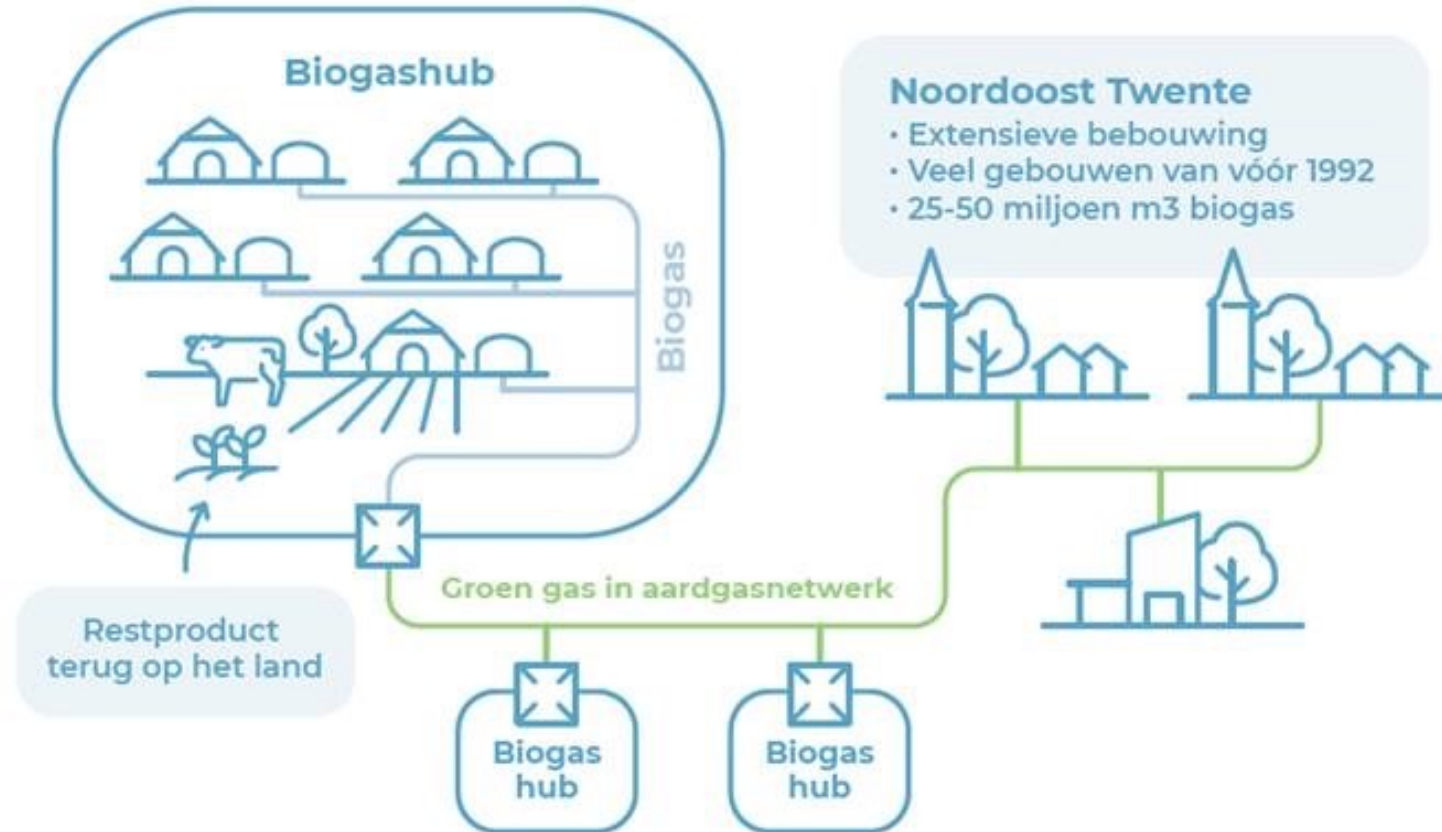 Biogashub
Biogas
Noordoost Twente
• Extensieve bebouwing
• Veel gebouwen van vóór 1992
• 25-50 miljoen m3 biogas
Groen gas in aardgasnetwerk
Restproduct
terug op het land
Biogas
hub
Biogas
hub